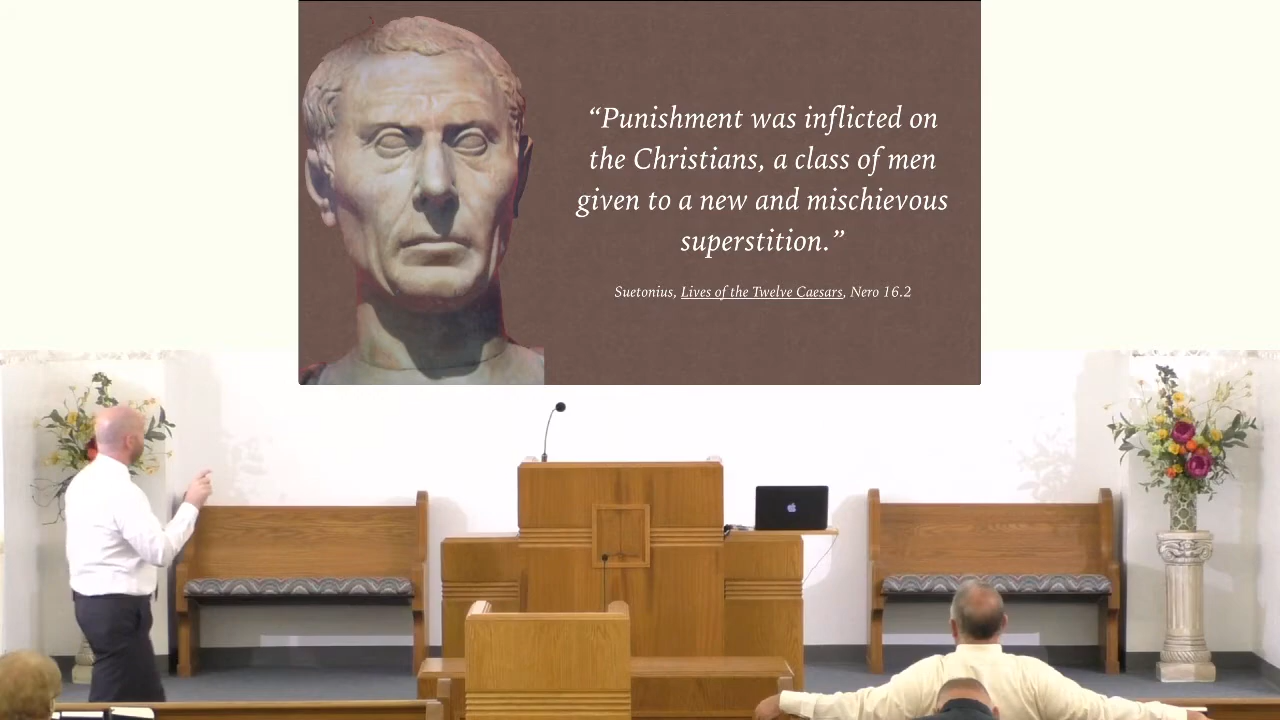 “Punishment was inflicted on
the Christians, a class of men
given to a new and mischievous
superstition.”
Suetonius, Lives of the Twelve Caesars, Nero 16.2